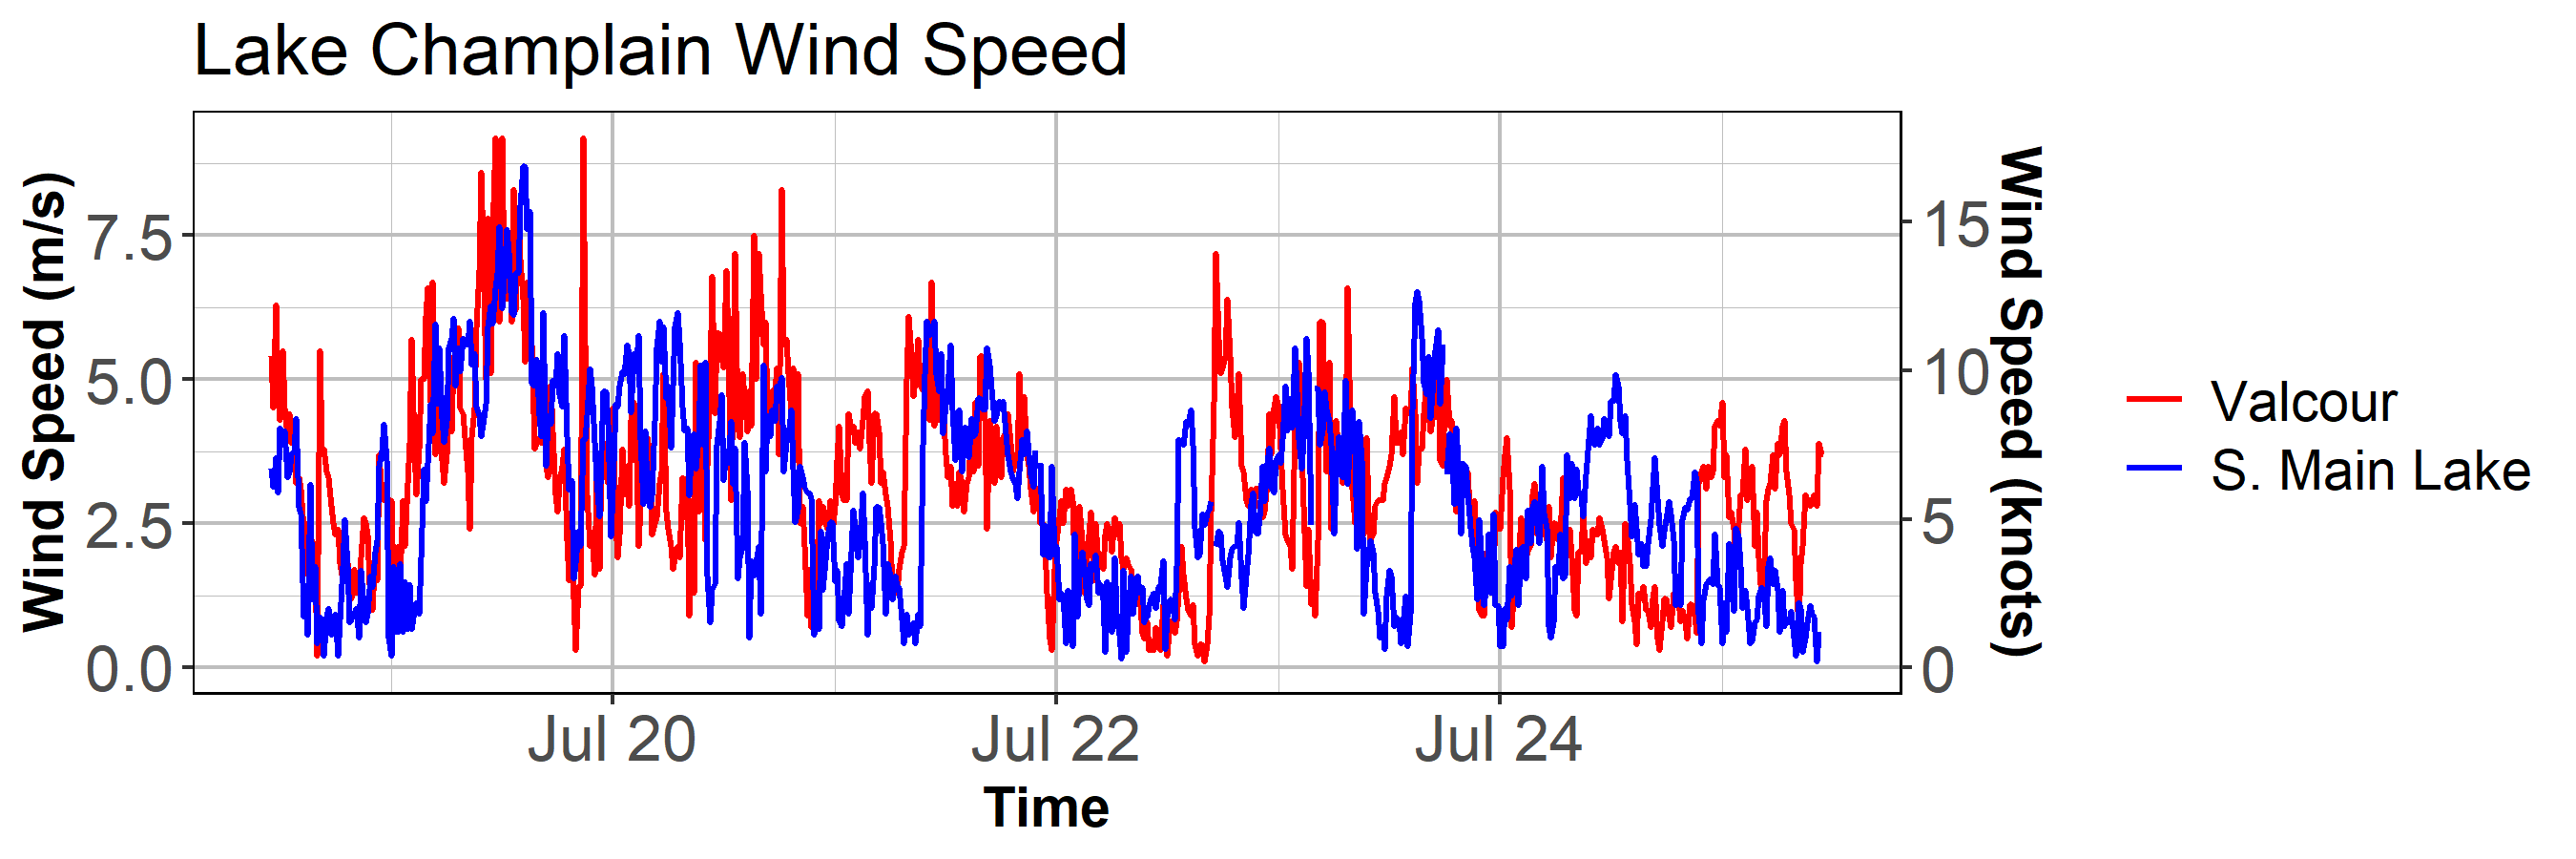 Lake Champlain Wind Speed
Wind Speed (m/s)
7.5
5.0
2.5
0.0
15
10
5
0
Wind Speed (knots)
Jul 20
Jul 22
Jul 24
Time
Valcour
S. Main Lake